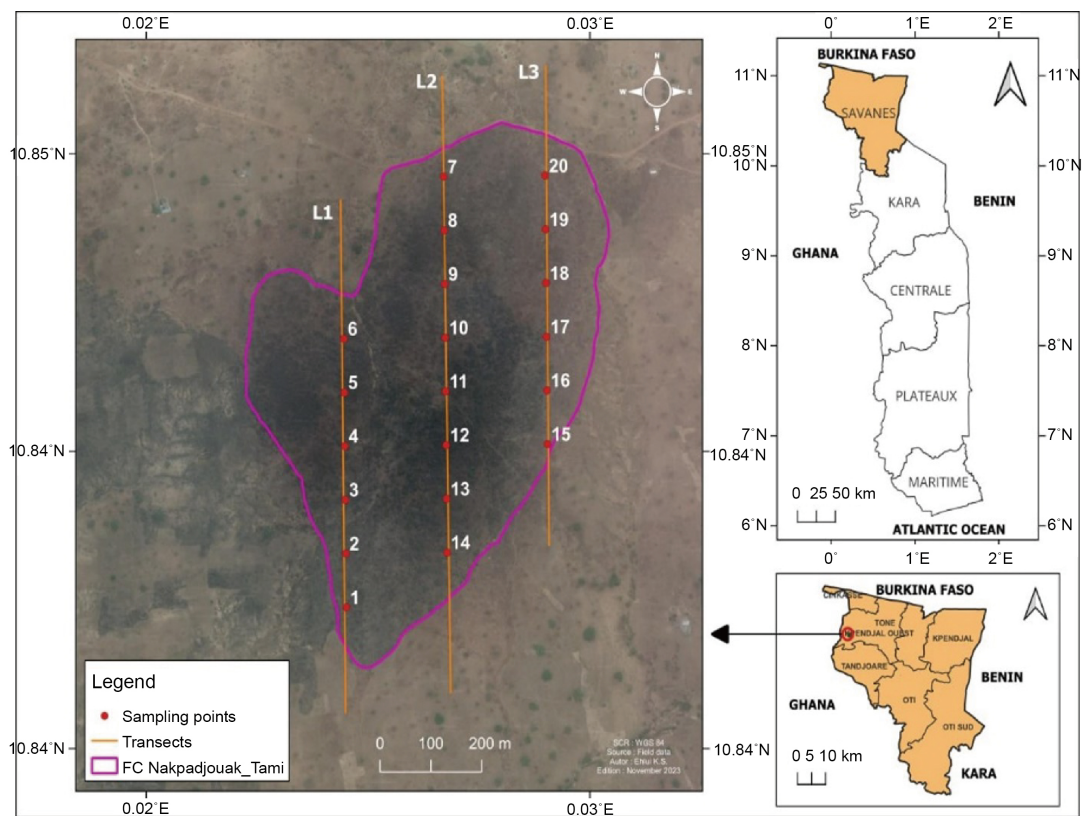 0.02°E
0.03°E
10.85°N
10.84°N
10.84°N
10.85°N
10.84°N
10.84°N
0.02°E
0.03°E
L1
L2
L3
N
W
E
S
7
8
9
10
11
12
13
14
20
19
18
17
16
15
6
5
4
3
2
1
Legend
Sampling points
Transects
FC Nakpadjouak_Tami
0 100 200 m
SCR : WGS 84
Source : Field data
Autor : Ehlui K.S.
Edition : November 2023
0°
1°E
2°E
11°N
10°N
9°N
8°N
7°N
6°N
11°N
10°N
9°N
8°N
7°N
6°N
BURKINA FASO
SAVANES
KARA
BENIN
GHANA
CENTRALE
PLATEAUX
MARITIME
0 25 50 km
ATLANTIC OCEAN
0°
1°E
2°E
BURKINA FASO
TONE
KPENDJAL OUEST
KPENDJAL
TANDJOARE
BENIN
OTI
GHANA
OTI SUD
0 5 10 km
KARA